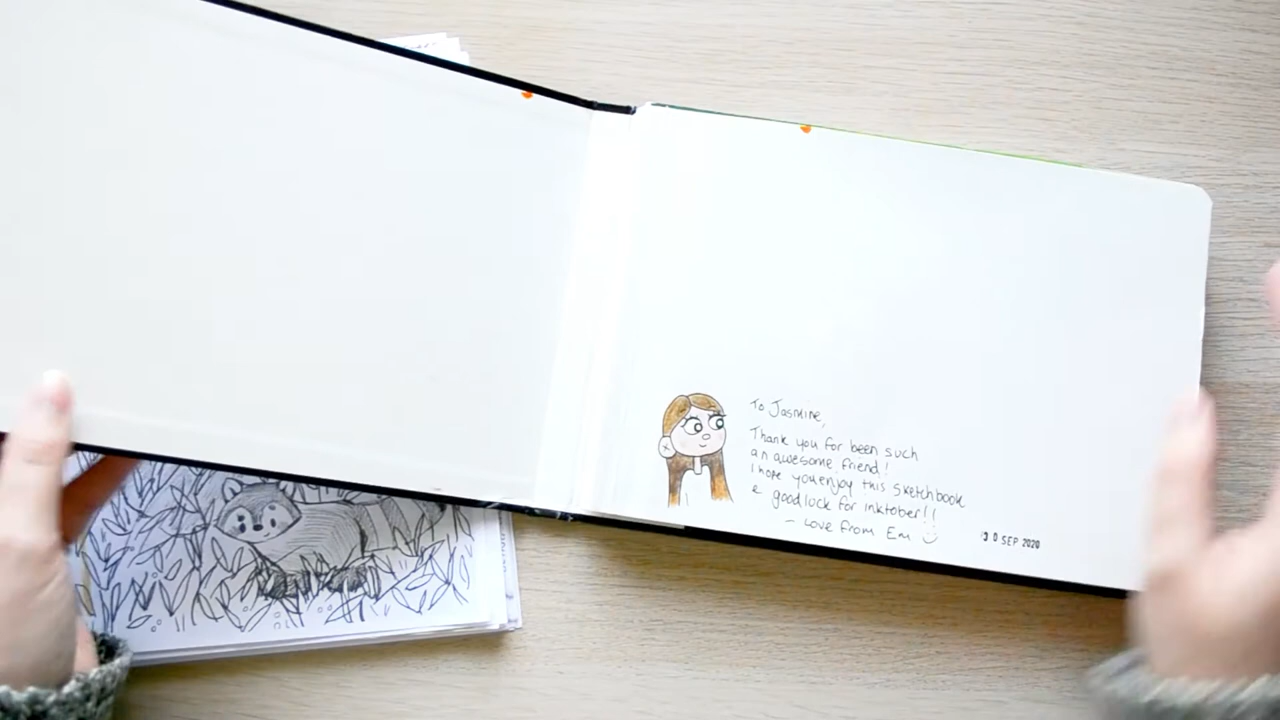 To Jasmine,
Thank you for been such
an awesome friend!
I hope you enjoy this sketchbook
& good luck for inktober!!
- Love from Em
30 SEP 2020